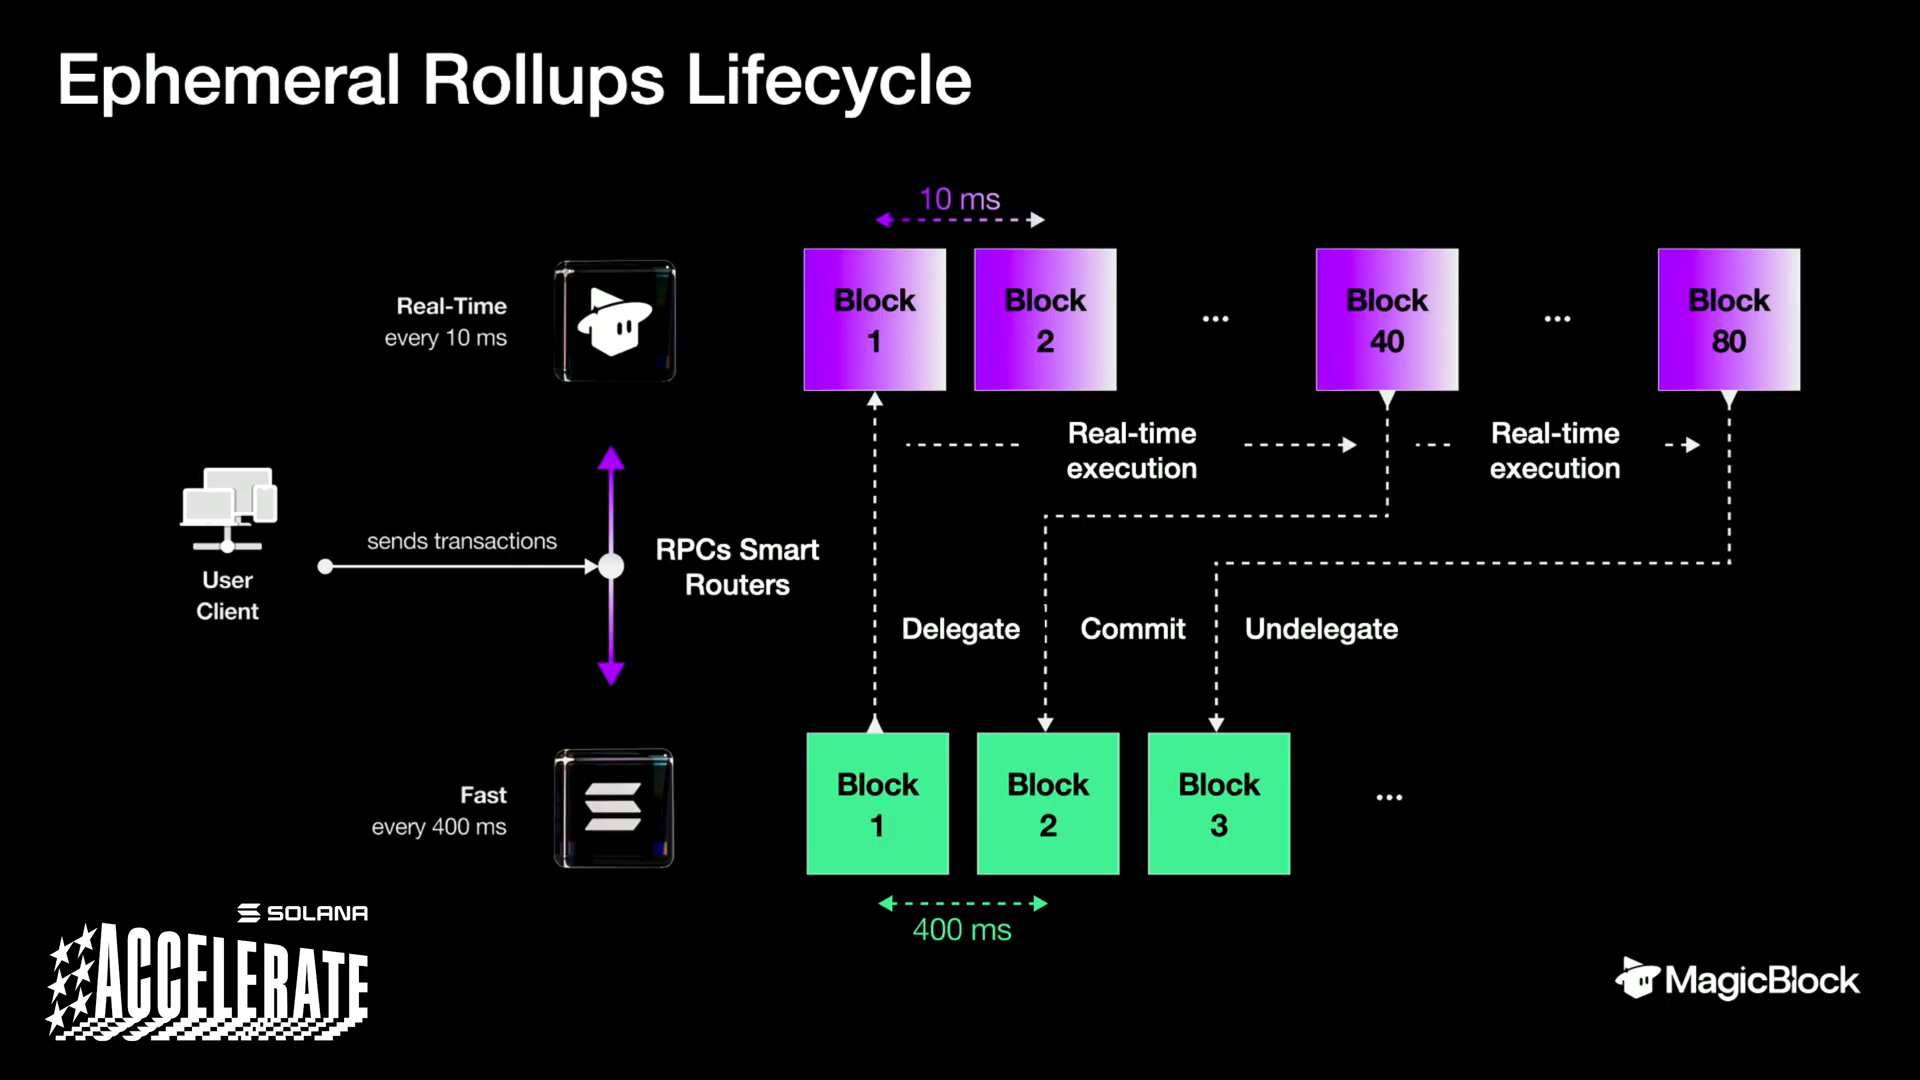 Ephemeral Rollups Lifecycle
10 ms
Real-Time
every 10 ms
Block
1
Block
2
...
Block
40
...
Block
80
Real-time
execution
Real-time
execution
User
Client
sends transactions
RPCs Smart
Routers
Delegate
Commit
Undelegate
Fast
every 400 ms
Block
1
Block
2
Block
3
...
400 ms
SOLANA
ACCELERATE
MagicBlock